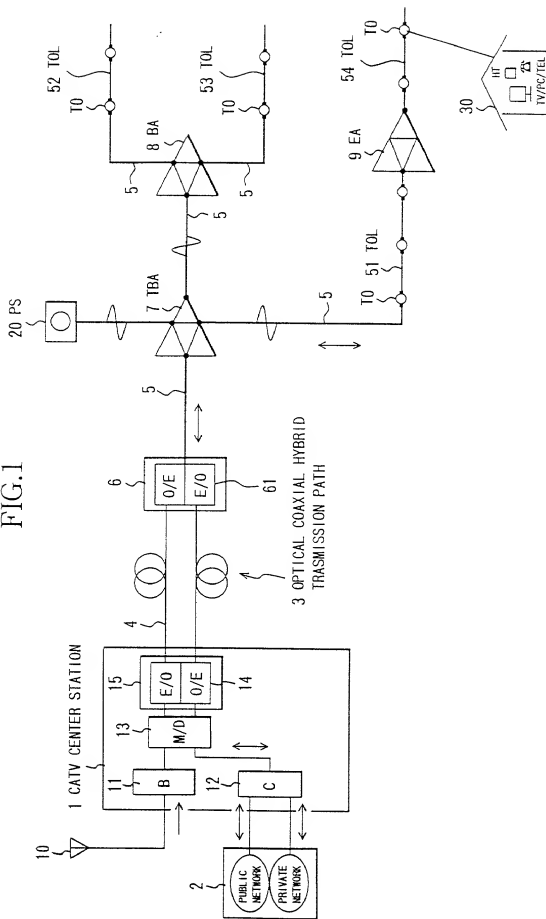 FIG.1
20 PS
52 TOL
TO
8 BA
5
5
53 TOL
TO
5
7 TBA
5
5
TO
51 TOL
9 EA
54 TOL
TO
30
HT
TV/PC/TEL
6
O/E
E/O
61
4
3 OPTICAL COAXIAL HYBRID
TRASMISSION PATH
1 CATV CENTER STATION
15
E/O
O/E
14
13
M/D
11
B
12
C
10
2
PUBLIC
NETWORK
PRIVATE
NETWORK